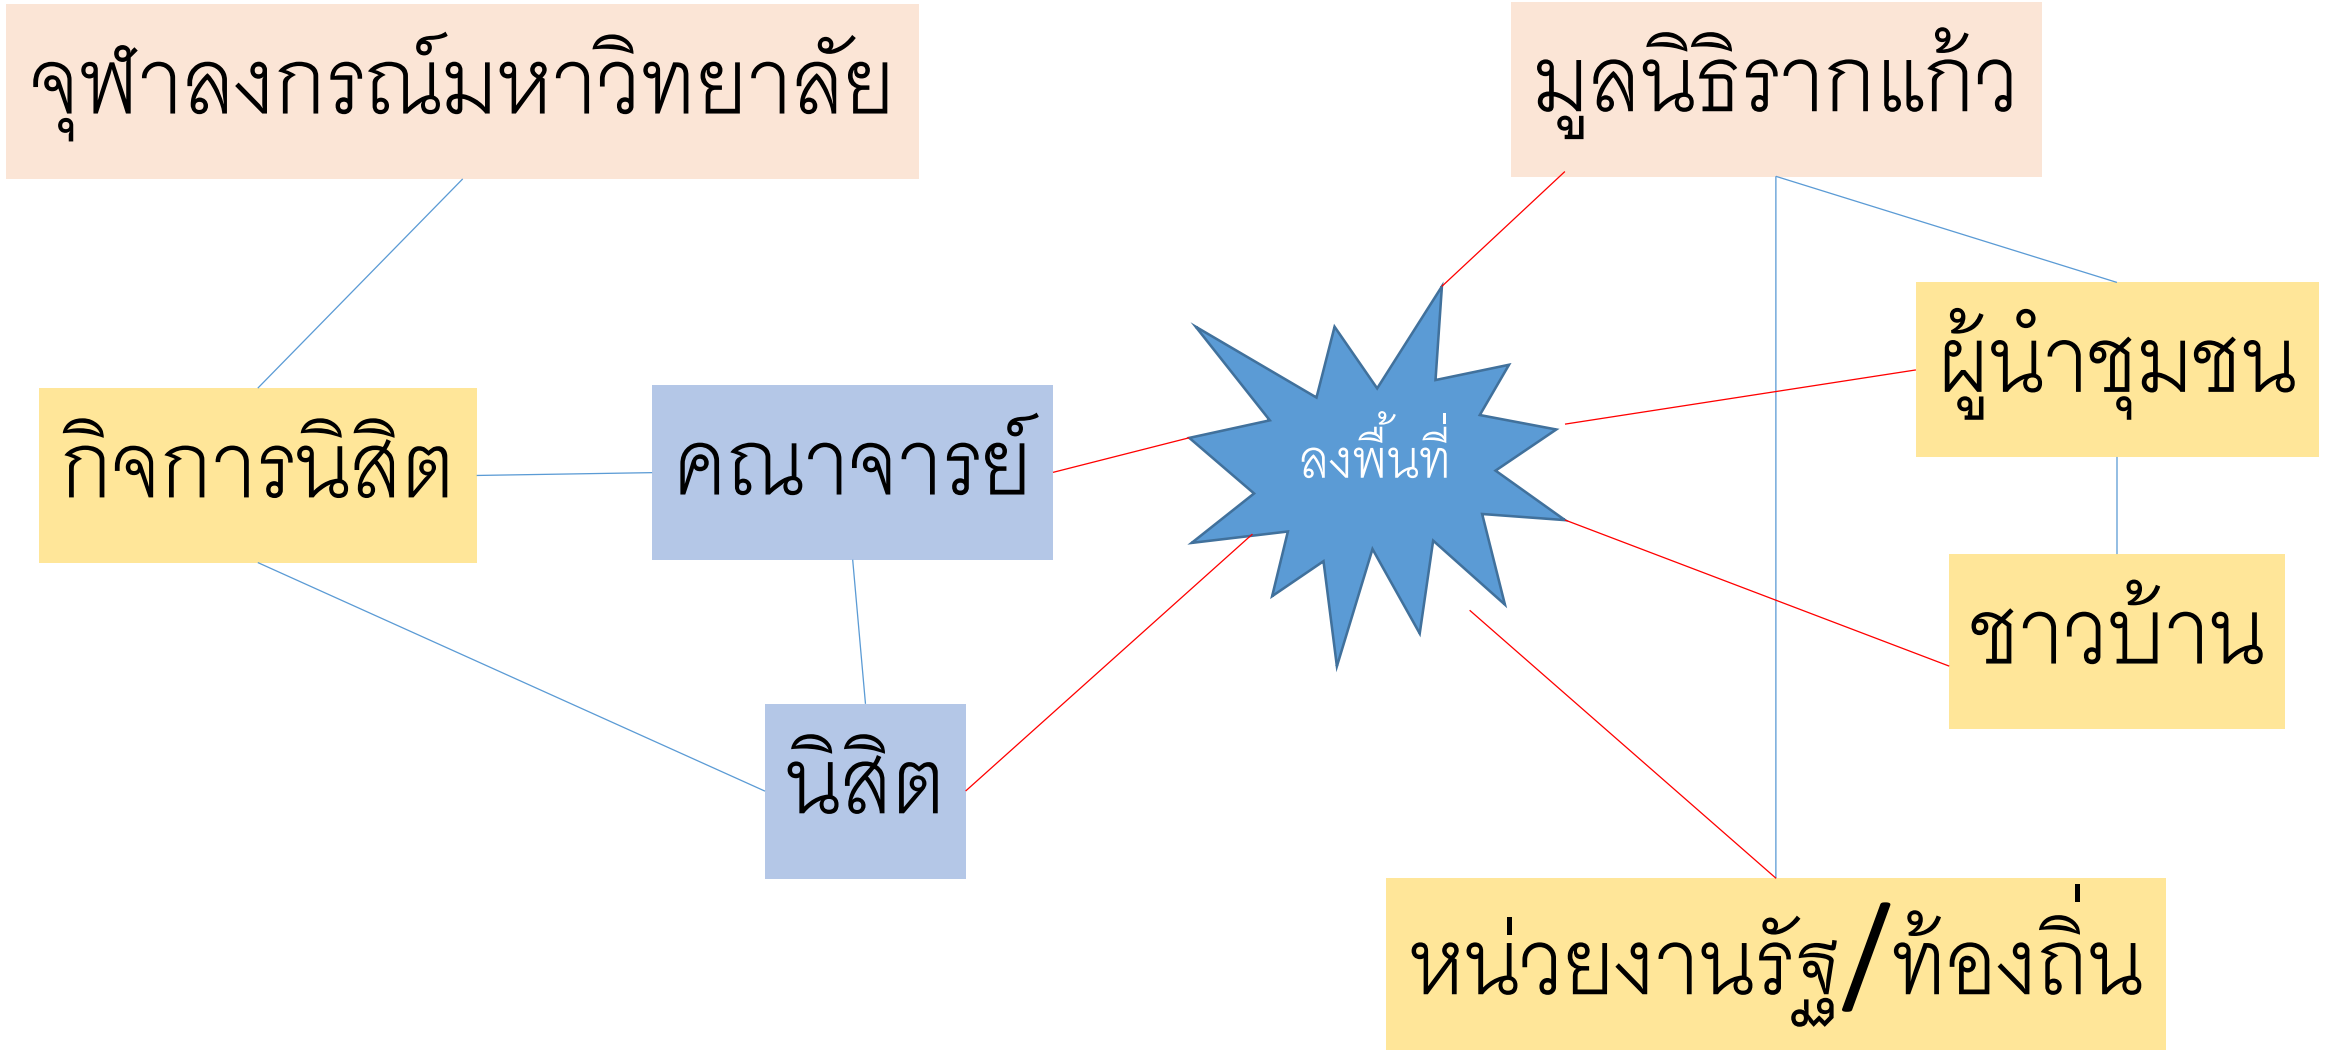 จุฬาลงกรณ์มหาวิทยาลัย
มูลนิธิรากแก้ว
ผู้นำชุมชน
กิจการนิสิต
คณาจารย์
ลงพื้นที่
ชาวบ้าน
นิสิต
หน่วยงานรัฐ/ท้องถิ่น